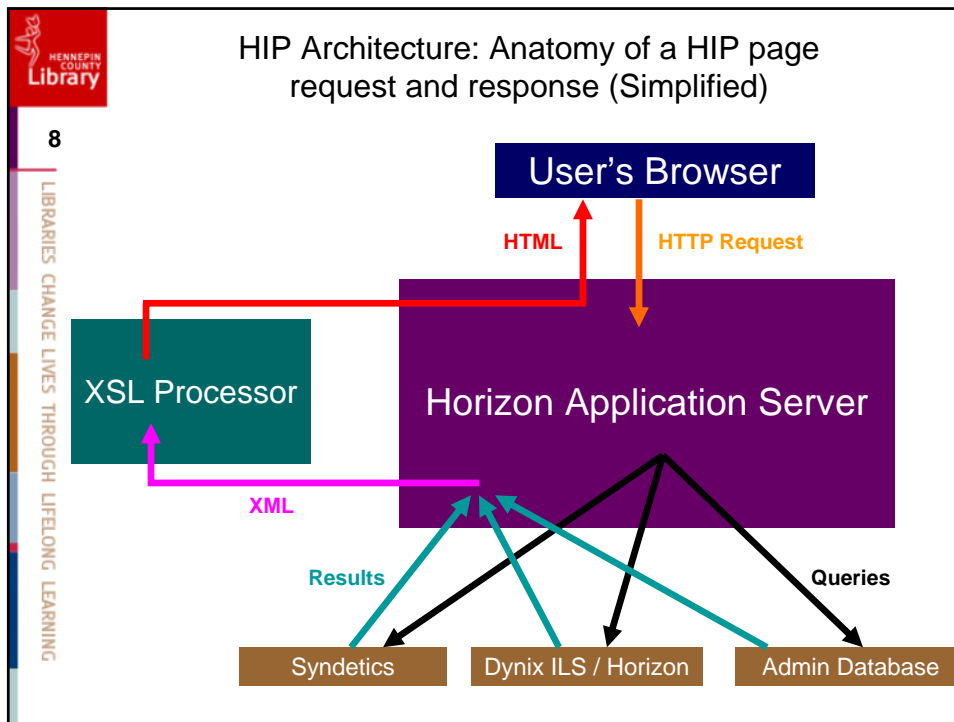 HENNEPIN
COUNTY
Library
HIP Architecture: Anatomy of a HIP page
request and response (Simplified)
8
LIBRARIES CHANGE LIVES THROUGH LIFELONG LEARNING
User's Browser
HTML
HTTP Request
XSL Processor
Horizon Application Server
XML
Results
Queries
Syndetics
Dynix ILS / Horizon
Admin Database